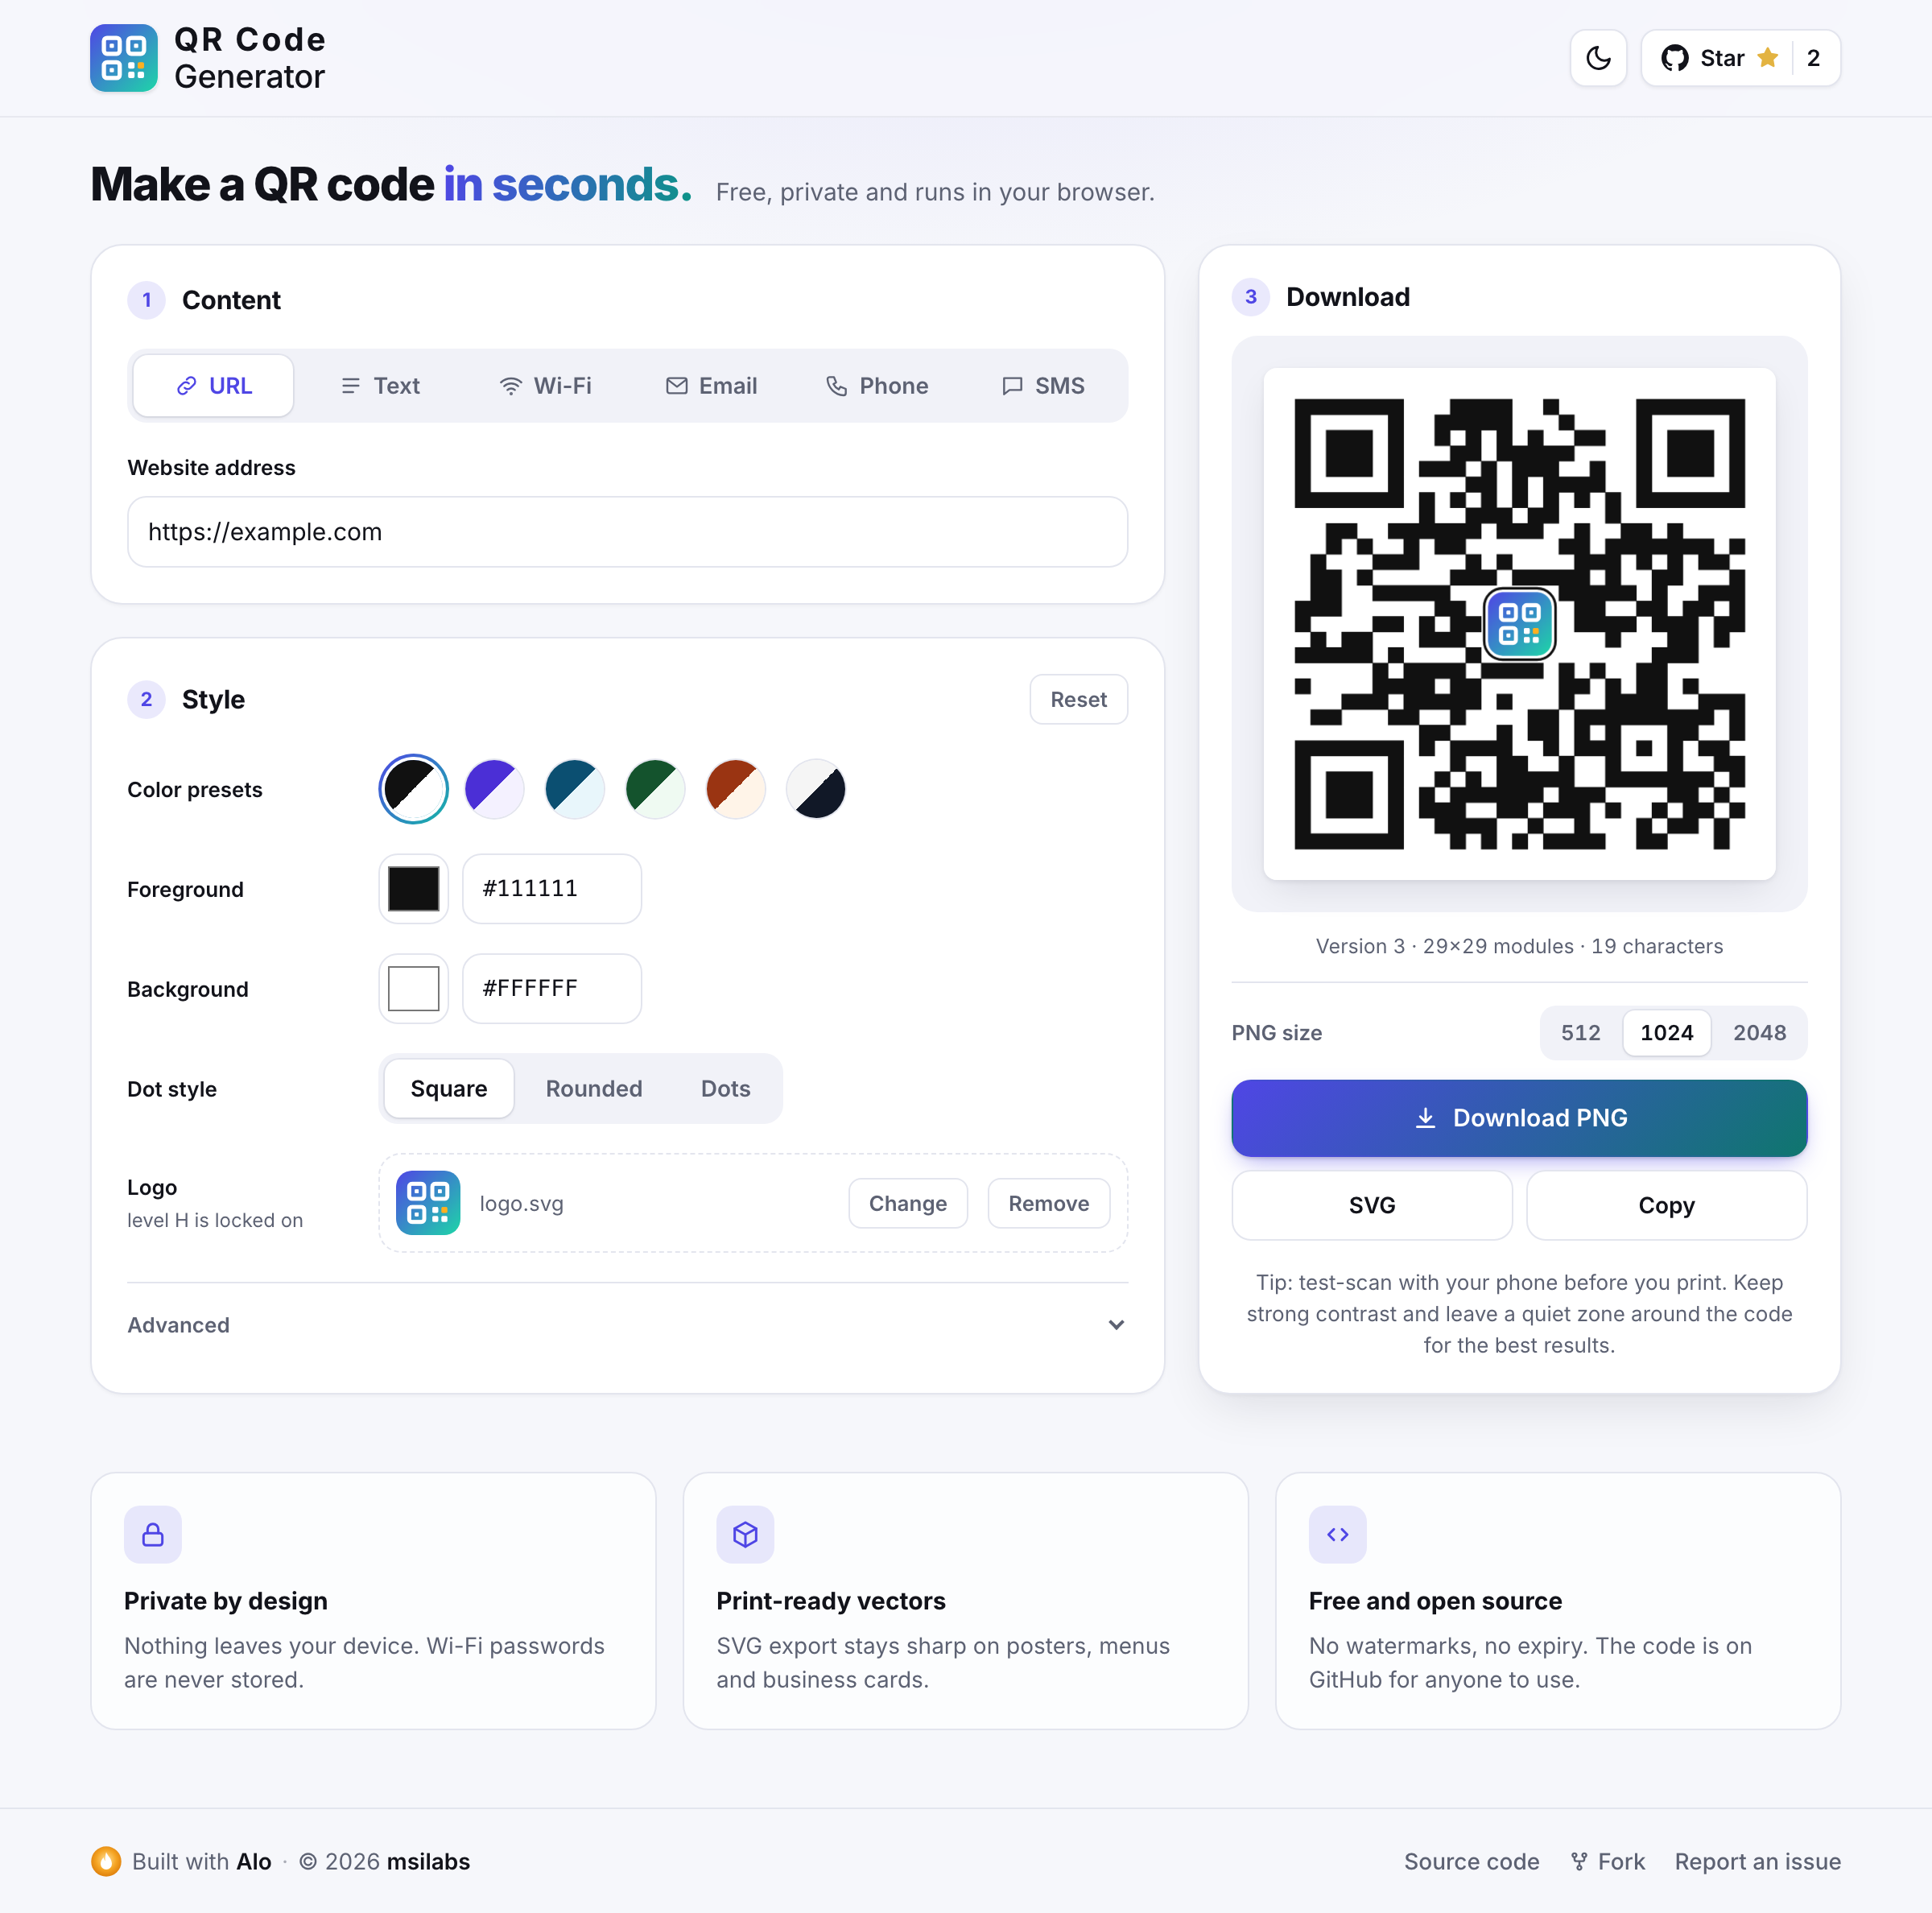 QR Code
Generator
Star 2
Make a QR code in seconds. Free, private and runs in your browser.
1 Content
URL Text Wi-Fi Email Phone SMS
Website address
https://example.com
2 Style
Reset
Color presets
Foreground
#111111
Background
#FFFFFF
Dot style
Square Rounded Dots
Logo
level H is locked on
logo.svg
Change Remove
Advanced
3 Download
Version 3 · 29×29 modules · 19 characters
PNG size
512 1024 2048
Download PNG
SVG Copy
Tip: test-scan with your phone before you print. Keep
strong contrast and leave a quiet zone around the code
for the best results.
Private by design
Nothing leaves your device. Wi-Fi passwords
are never stored.
Print-ready vectors
SVG export stays sharp on posters, menus
and business cards.
Free and open source
No watermarks, no expiry. The code is on
GitHub for anyone to use.
Built with Alo · © 2026 msilabs
Source code Fork Report an issue